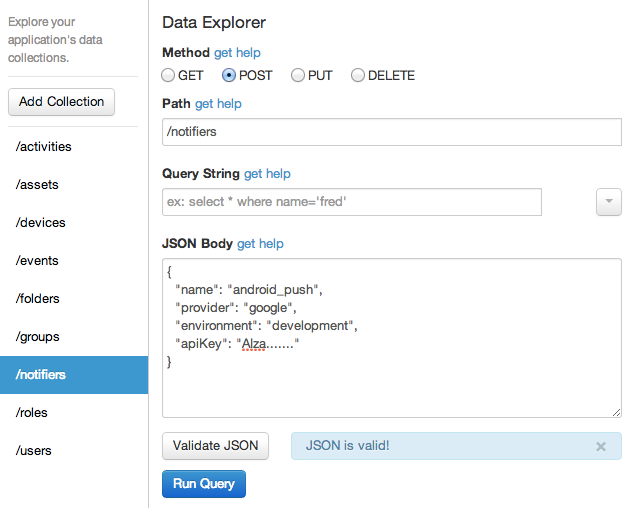 Explore your
application's data
collections.
Add Collection
/activities
/assets
/devices
/events
/folders
/groups
/notifiers
/roles
/users
Data Explorer
Method get help
GET POST PUT DELETE
Path get help
/notifiers
Query String get help
ex: select * where name='fred'
JSON Body get help
{
"name": "android_push",
"provider": "google",
"environment": "development",
"apiKey": "Alza......."
}
Validate JSON JSON is valid! ×
Run Query